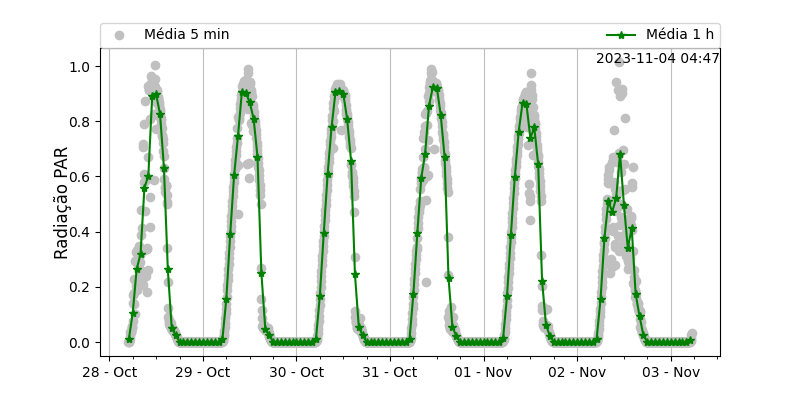 Média 5 min
Média 1 h
2023-11-04 04:47
Radiação PAR
1.0
0.8
0.6
0.4
0.2
0.0
28 - Oct
29 - Oct
30 - Oct
31 - Oct
01 - Nov
02 - Nov
03 - Nov